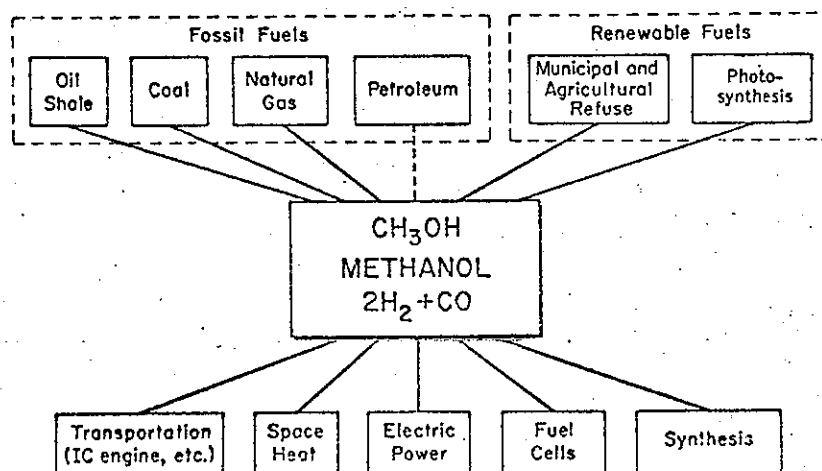 Fossil Fuels
Renewable Fuels
Oil
Shale
Coal
Natural
Gas
Petroleum
Municipal and
Agricultural
Refuse
Photo-
synthesis
CH₃OH
METHANOL
2H₂+CO
Transportation
(IC engine, etc.)
Space
Heat
Electric
Power
Fuel
Cells
Synthesis